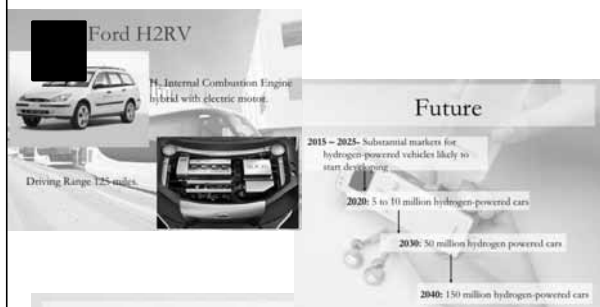 Ford H2RV
H2 Internal Combustion Engine
hybrid with electric motor.
Driving Range 125 miles.
Future
2015 – 2025- Substantial markets for
hydrogen-powered vehicles likely to
start developing
2020: 5 to 10 million hydrogen-powered cars
2030: 50 million hydrogen powered cars
2040: 150 million hydrogen-powered cars